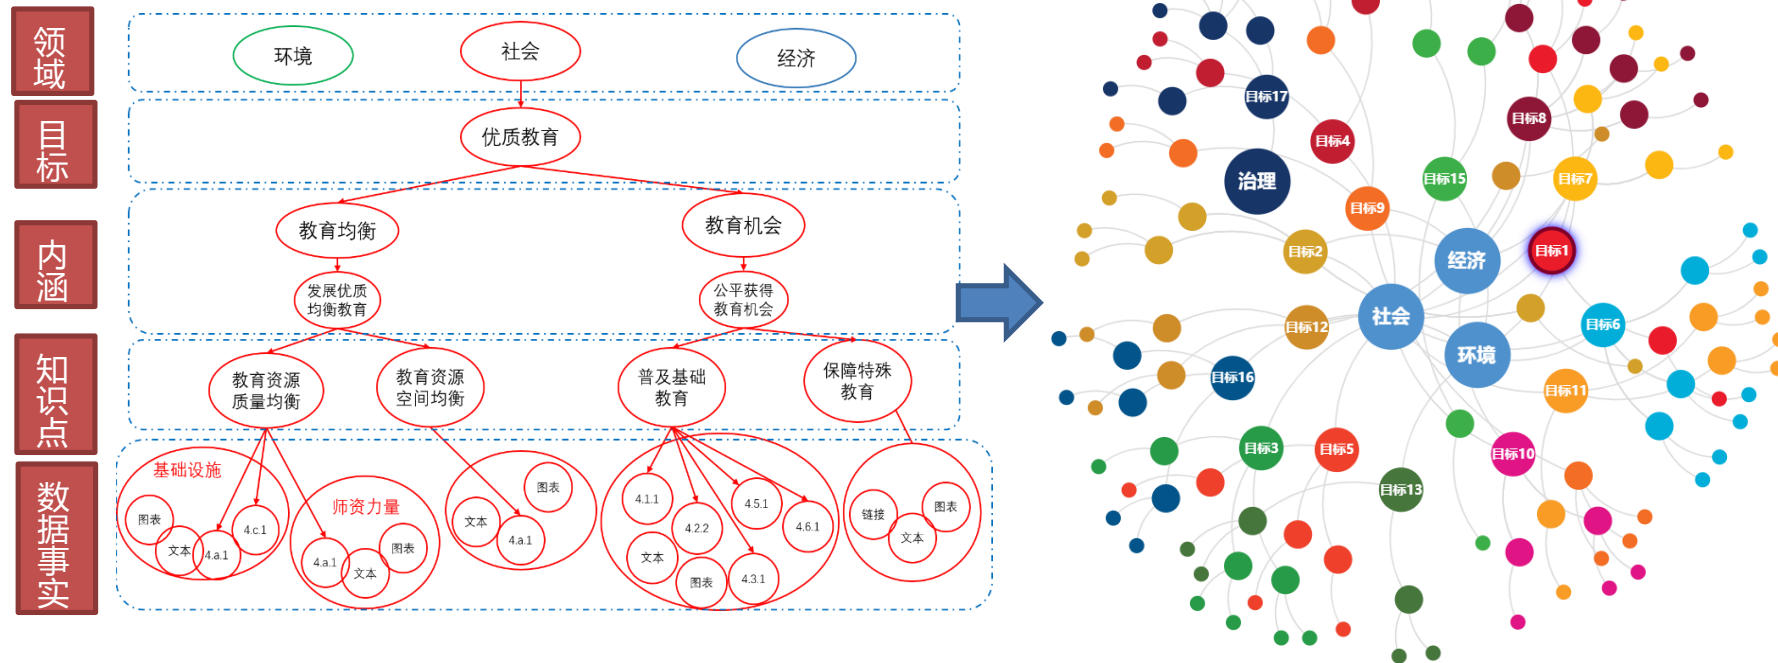 领
域
环境
社会
经济
目
标
优质教育
内
涵
教育均衡
教育机会
发展优质
均衡教育
公平获得
教育机会
知
识
点
教育资源
质量均衡
教育资源
空间均衡
普及基础
教育
保障特殊
教育
数
据
事
实
基础设施
图表
文本
4.a.1
4.c.1
师资力量
4.a.1
文本
图表
图表
文本
4.a.1
4.1.1
4.2.2
4.5.1
4.6.1
文本
图表
4.3.1
链接
文本
图表
目标17
目标8
目标4
治理
目标15
目标7
目标9
目标2
经济
目标1
社会
目标12
环境
目标6
目标16
目标11
目标3
目标5
目标10
目标13